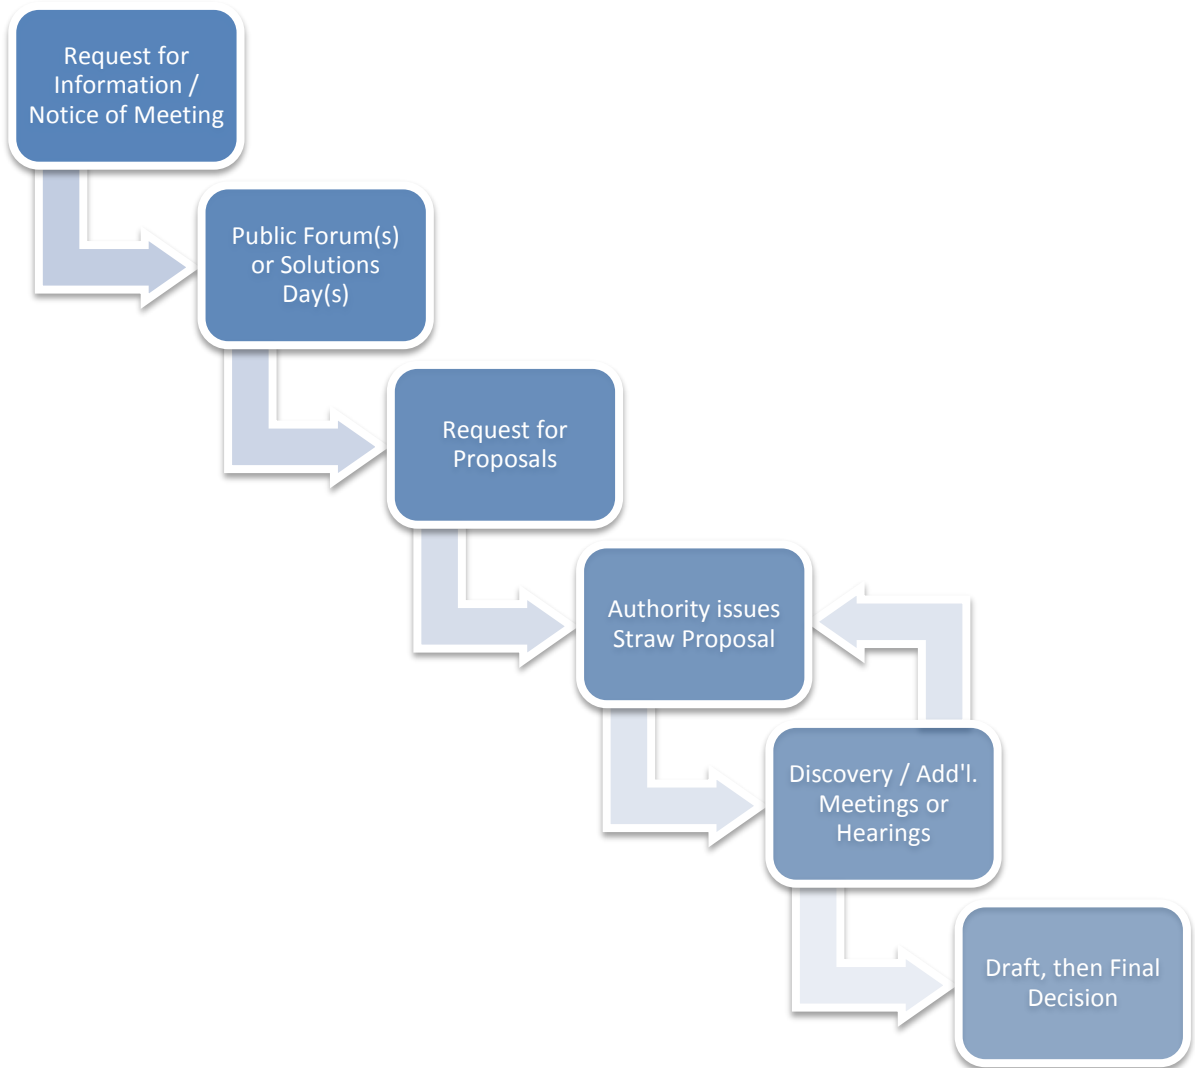 Request for
Information /
Notice of Meeting
Public Forum(s)
or Solutions
Day(s)
Request for
Proposals
Authority issues
Straw Proposal
Discovery / Add'l.
Meetings or
Hearings
Draft, then Final
Decision